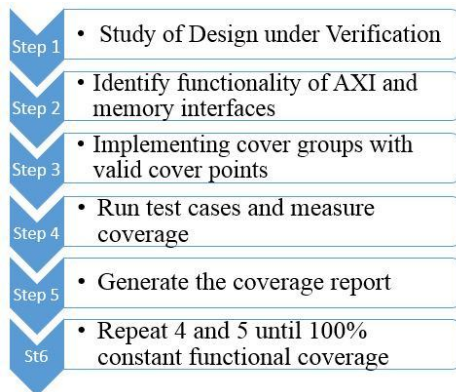 Step 1
• Study of Design under Verification
Step 2
• Identify functionality of AXI and
memory interfaces
Step 3
• Implementing cover groups with
valid cover points
Step 4
• Run test cases and measure
coverage
Step 5
• Generate the coverage report
St6
• Repeat 4 and 5 until 100%
constant functional coverage